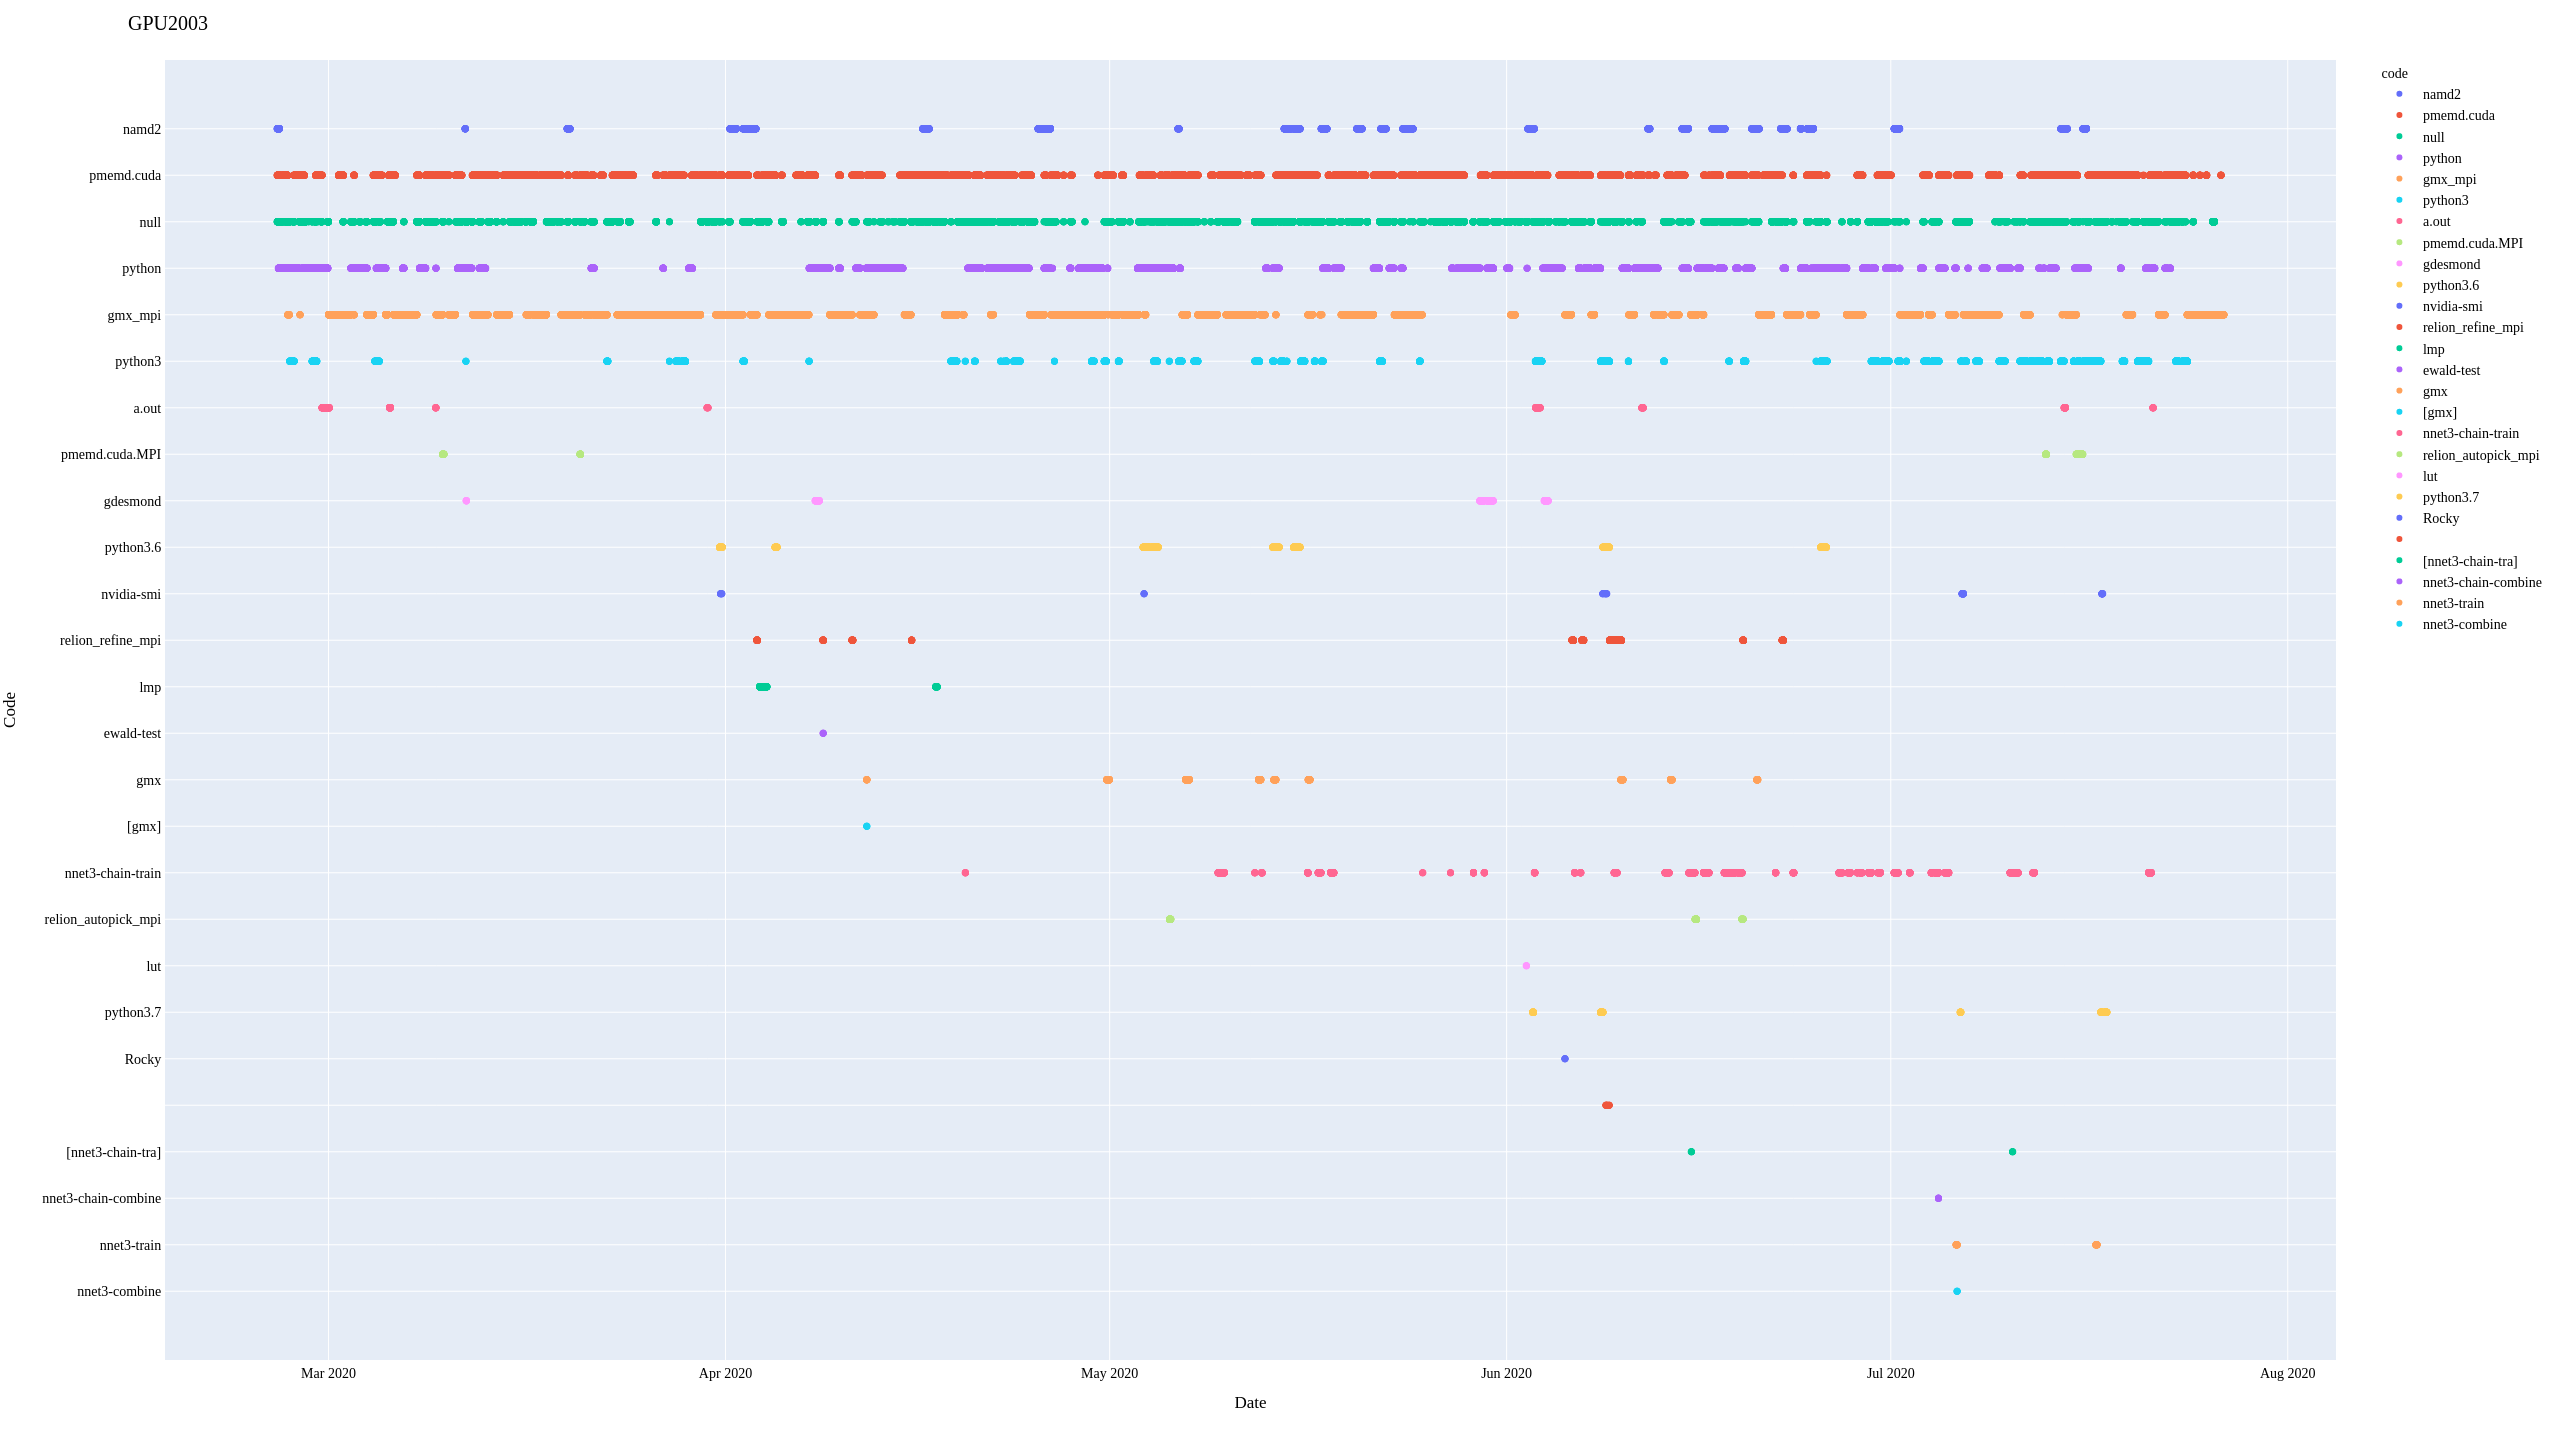 GPU2003
namd2
pmemd.cuda
null
python
gmx_mpi
python3
a.out
pmemd.cuda.MPI
gdesmond
python3.6
nvidia-smi
relion_refine_mpi
lmp
ewald-test
gmx
[gmx]
nnet3-chain-train
relion_autopick_mpi
lut
python3.7
Rocky
[nnet3-chain-tra]
nnet3-chain-combine
nnet3-train
nnet3-combine
Code
Mar 2020
Apr 2020
May 2020
Jun 2020
Jul 2020
Aug 2020
Date
code
namd2
pmemd.cuda
null
python
gmx_mpi
python3
a.out
pmemd.cuda.MPI
gdesmond
python3.6
nvidia-smi
relion_refine_mpi
lmp
ewald-test
gmx
[gmx]
nnet3-chain-train
relion_autopick_mpi
lut
python3.7
Rocky
[nnet3-chain-tra]
nnet3-chain-combine
nnet3-train
nnet3-combine